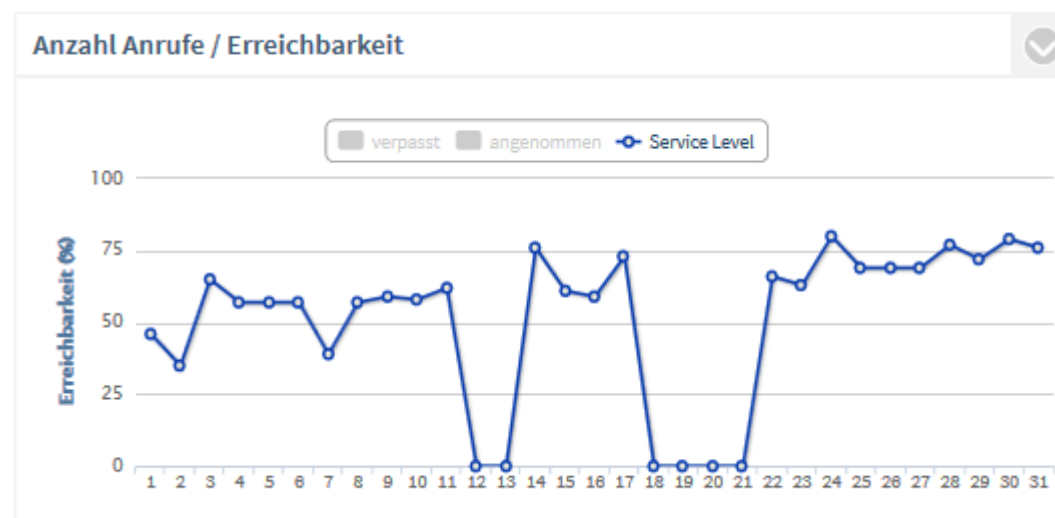 Anzahl Anrufe / Erreichbarkeit
verpasst angenommen Service Level
100
75
50
25
0
Erreichbarkeit (%)
1 2 3 4 5 6 7 8 9 10 11 12 13 14 15 16 17 18 19 20 21 22 23 24 25 26 27 28 29 30 31